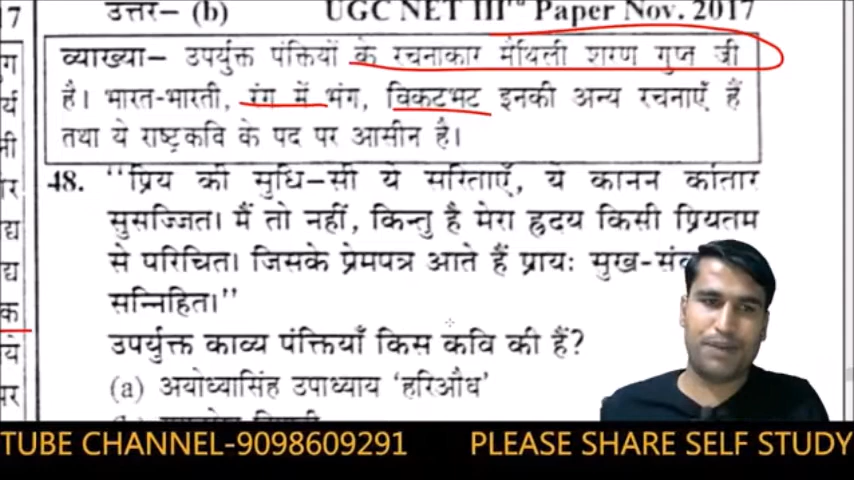 17 उत्तर– (b) UGC NET IIIrd Paper Nov. 2017
व्याख्या– उपर्युक्त पंक्तियों के रचनाकार मैथिली शरण गुप्त जी
है। भारत-भारती, रंग में भंग, विकटभट इनकी अन्य रचनाएँ हैं
तथा ये राष्ट्रकवि के पद पर आसीन है।
48. "प्रिय की सुधि–सी ये सरिताएँ, ये कानन कांतार
सुसज्जित। मैं तो नहीं, किन्तु है मेरा हृदय किसी प्रियतम
से परिचित। जिसके प्रेमपत्र आते हैं प्रायः सुख-
सन्निहित।"
उपर्युक्त काव्य पंक्तियाँ किस कवि की हैं?
(a) अयोध्यासिंह उपाध्याय 'हरिऔध'
TUBE CHANNEL-9098609291 PLEASE SHARE SELF STUDY